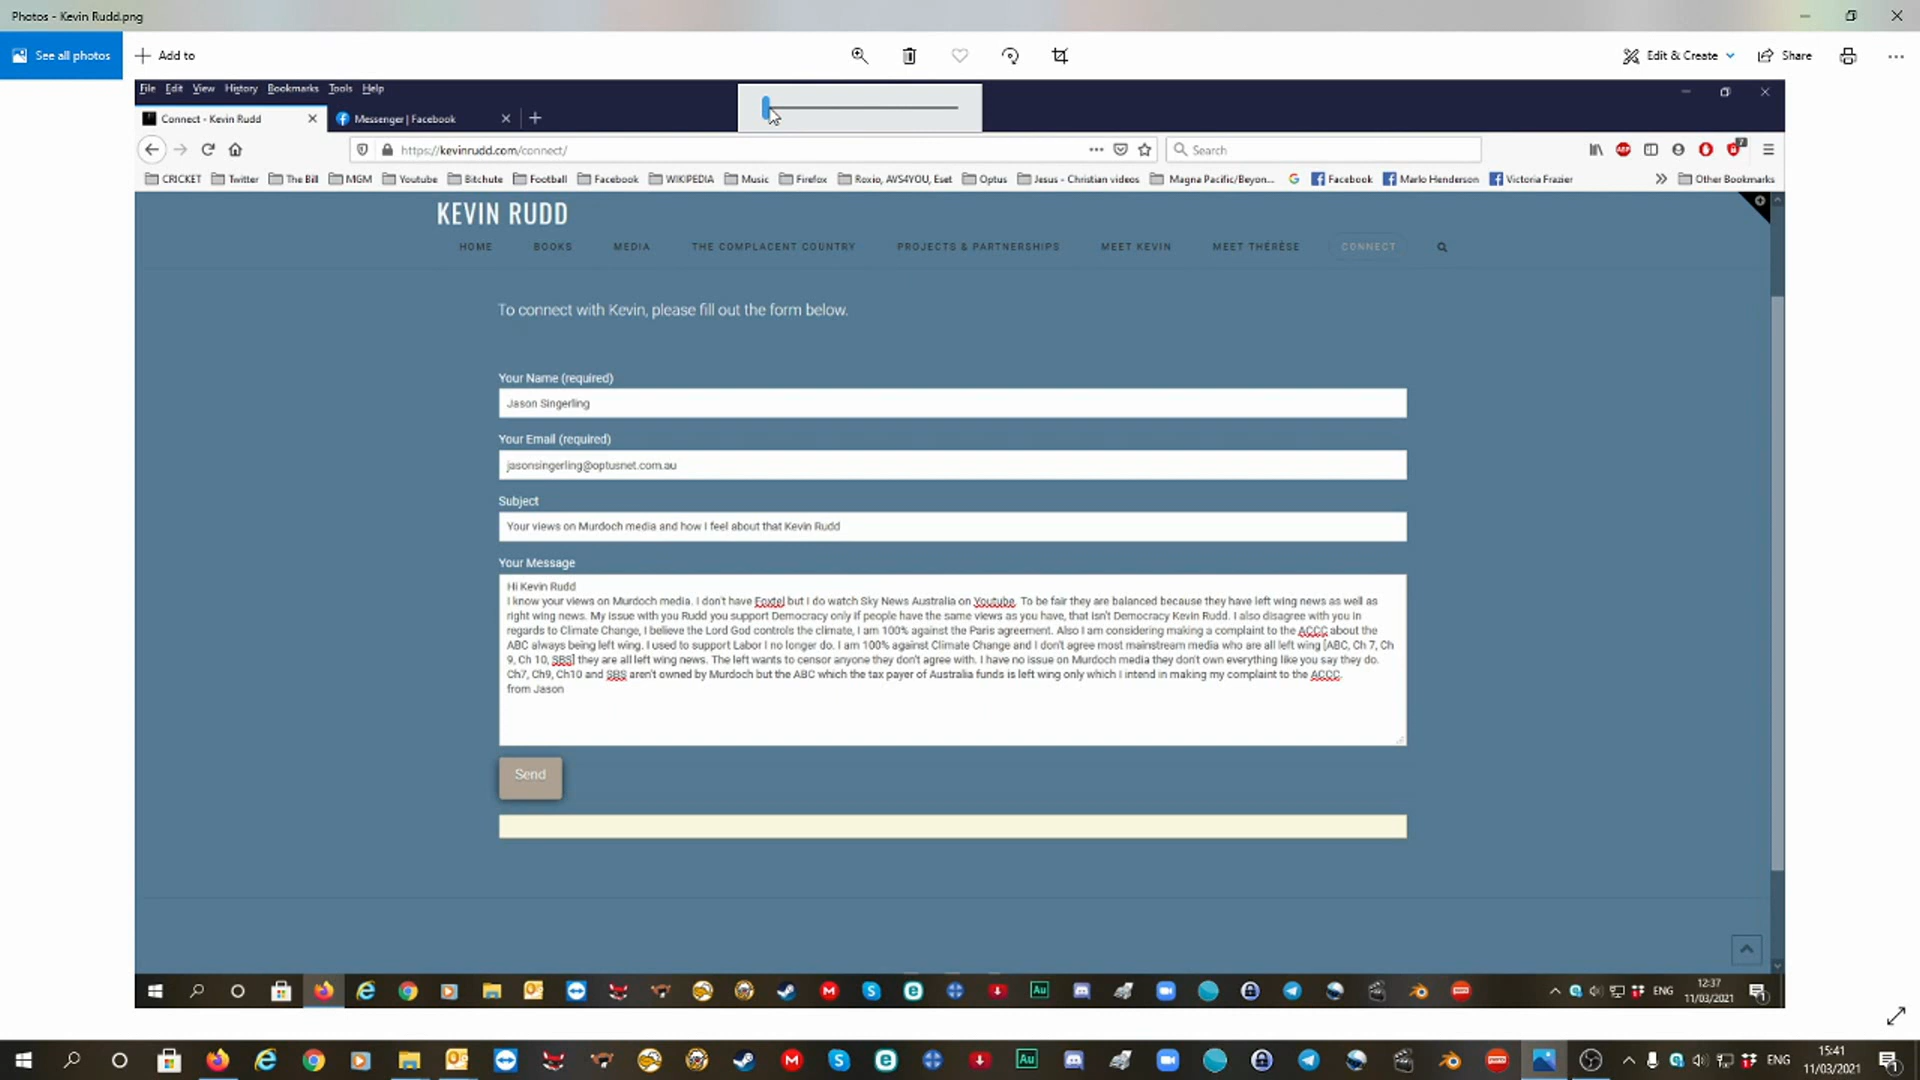 Photos - Kevin Rudd.png
See all photos
Add to
Edit & Create
Share
File Edit View History Bookmarks Tools Help
Connect - Kevin Rudd
Messenger | Facebook
https://kevinrudd.com/connect/
Search
CRICKET Twitter The Bill MGM Youtube Bitchute Football Facebook WIKIPEDIA Music Firefox Roxio, AVS4YOU, Eset Optus Jesus - Christian videos Magna Pacific/Beyon... Facebook Marlo Henderson Victoria Frazier Other Bookmarks
KEVIN RUDD
HOME BOOKS MEDIA THE COMPLACENT COUNTRY PROJECTS & PARTNERSHIPS MEET KEVIN MEET THÉRÈSE CONNECT
To connect with Kevin, please fill out the form below.
Your Name (required)
Jason Singerling
Your Email (required)
jasonsingerling@optusnet.com.au
Subject
Your views on Murdoch media and how I feel about that Kevin Rudd
Your Message
Hi Kevin Rudd
I know your views on Murdoch media. I don't have Foxtel but I do watch Sky News Australia on Youtube. To be fair they are balanced because they have left wing news as well as
right wing news. My issue with you Rudd you support Democracy only if people have the same views as you have, that isn't Democracy Kevin Rudd. I also disagree with you in
regards to Climate Change, I believe the Lord God controls the climate, I am 100% against the Paris agreement. Also I am considering making a complaint to the ACCC about the
ABC always being left wing. I used to support Labor I no longer do. I am 100% against Climate Change and I don't agree most mainstream media who are all left wing [ABC, Ch 7, Ch
9, Ch 10, SBS] they are all left wing news. The left wants to censor anyone they don't agree with. I have no issue on Murdoch media they don't own everything like you say they do.
Ch7, Ch9, Ch10 and SBS aren't owned by Murdoch but the ABC which the tax payer of Australia funds is left wing only which I intend in making my complaint to the ACCC.
from Jason
Send
ENG
12:37
11/03/2021
ENG
15:41
11/03/2021